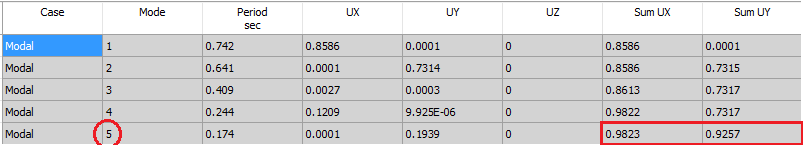 Case Mode Period sec UX UY UZ Sum UX Sum UY
Modal 1 0.742 0.8586 0.0001 0 0.8586 0.0001
Modal 2 0.641 0.0001 0.7314 0 0.8586 0.7315
Modal 3 0.409 0.0027 0.0003 0 0.8613 0.7317
Modal 4 0.244 0.1209 9.925E-06 0 0.9822 0.7317
Modal 5 0.174 0.0001 0.1939 0 0.9823 0.9257